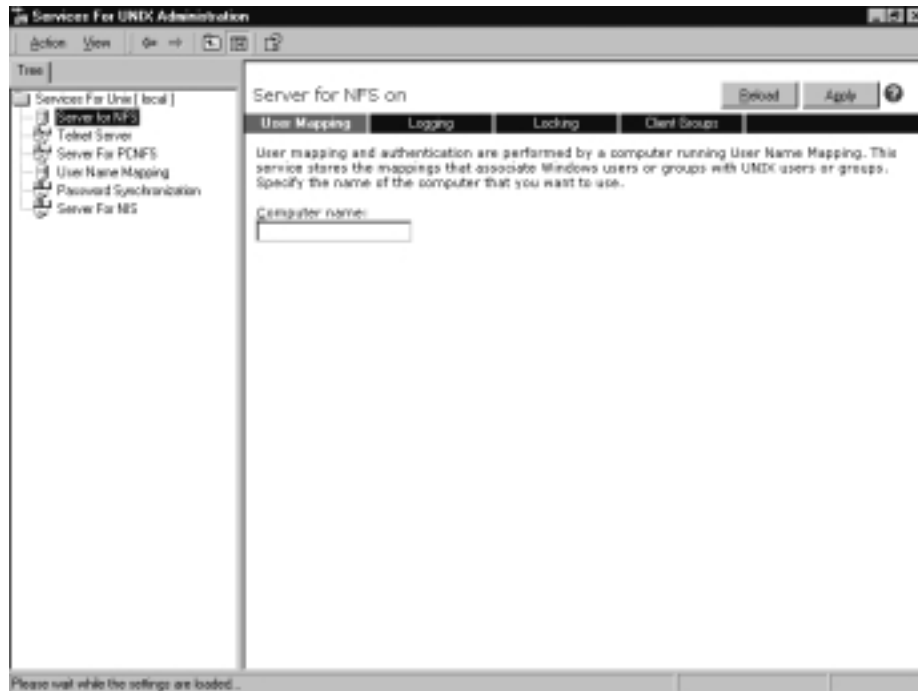 Services For UNIX Administration
Action View
Tree
Services For Unix [ local ]
Server for NFS
Telnet Server
Server For PCNFS
User Name Mapping
Password Synchronization
Server For NIS
Server for NFS on
Reload Apply
User Mapping Logging Locking Client Groups
User mapping and authentication are performed by a computer running User Name Mapping. This
service stores the mappings that associate Windows users or groups with UNIX users or groups.
Specify the name of the computer that you want to use.
Computer name:
Please wait while the settings are loaded...